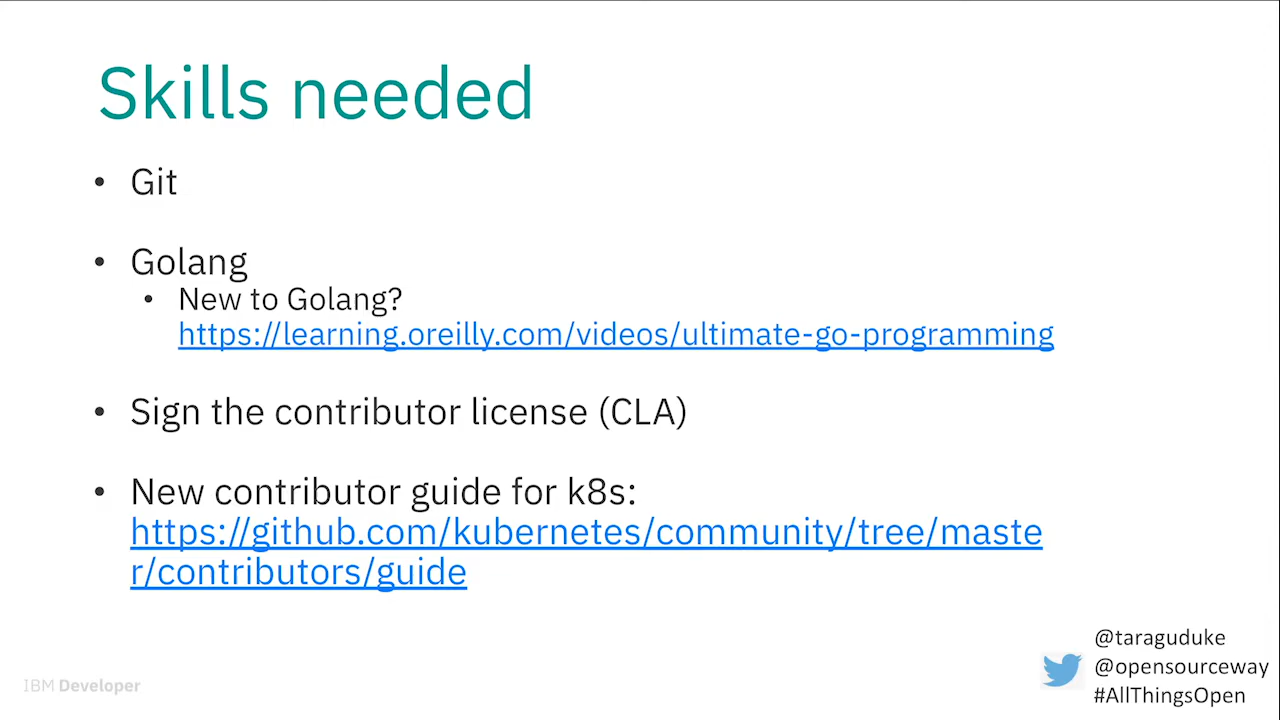 Skills needed
• Git
• Golang
• New to Golang?
https://learning.oreilly.com/videos/ultimate-go-programming
• Sign the contributor license (CLA)
• New contributor guide for k8s:
https://github.com/kubernetes/community/tree/maste
r/contributors/guide
@taraguduke
@opensourceway
#AllThingsOpen
IBM Developer